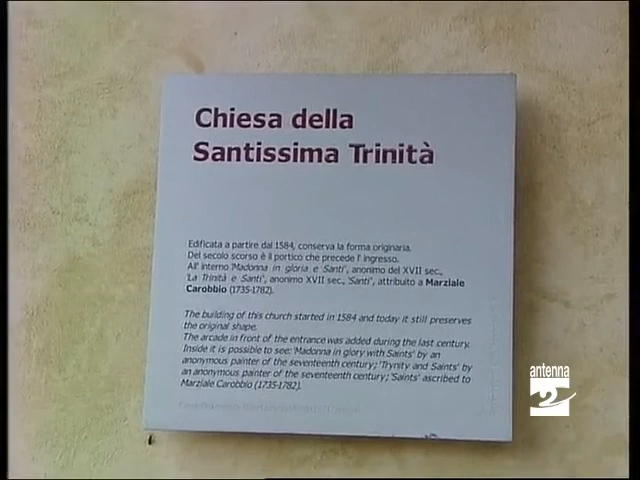 Chiesa della
Santissima Trinità
Edificata a partire dal 1584, conserva la forma originaria.
Del secolo scorso è il portico che precede l' ingresso.
All' interno 'Madonna in gloria e Santi', anonimo del XVII sec.,
'La Trinità e Santi', anonimo XVII sec., 'Santi', attribuito a Marziale
Carobbio (1735-1782).
The building of this church started in 1584 and today it still preserves
the original shape.
The arcade in front of the entrance was added during the last century.
Inside it is possible to see: 'Madonna in glory with Saints' by an
anonymous painter of the seventeenth century; 'Trynity and Saints' by
an anonymous painter of the seventeenth century; 'Saints' ascribed to
Marziale Carobbio (1735-1782).
antenna
2